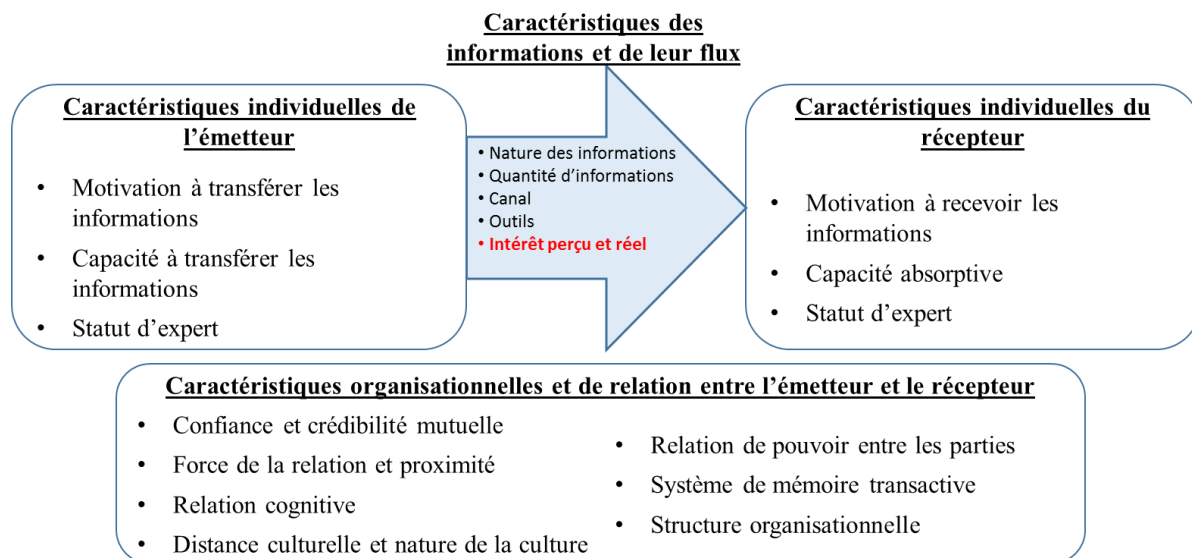 Caractéristiques des
informations et de leur flux
Caractéristiques individuelles de
l’émetteur
• Motivation à transférer les
informations
• Capacité à transférer les
informations
• Statut d’expert
• Nature des informations
• Quantité d’informations
• Canal
• Outils
• Intérêt perçu et réel
Caractéristiques individuelles du
récepteur
• Motivation à recevoir les
informations
• Capacité absorptive
• Statut d’expert
Caractéristiques organisationnelles et de relation entre l’émetteur et le récepteur
• Confiance et crédibilité mutuelle
• Force de la relation et proximité
• Relation cognitive
• Distance culturelle et nature de la culture
• Relation de pouvoir entre les parties
• Système de mémoire transactive
• Structure organisationnelle